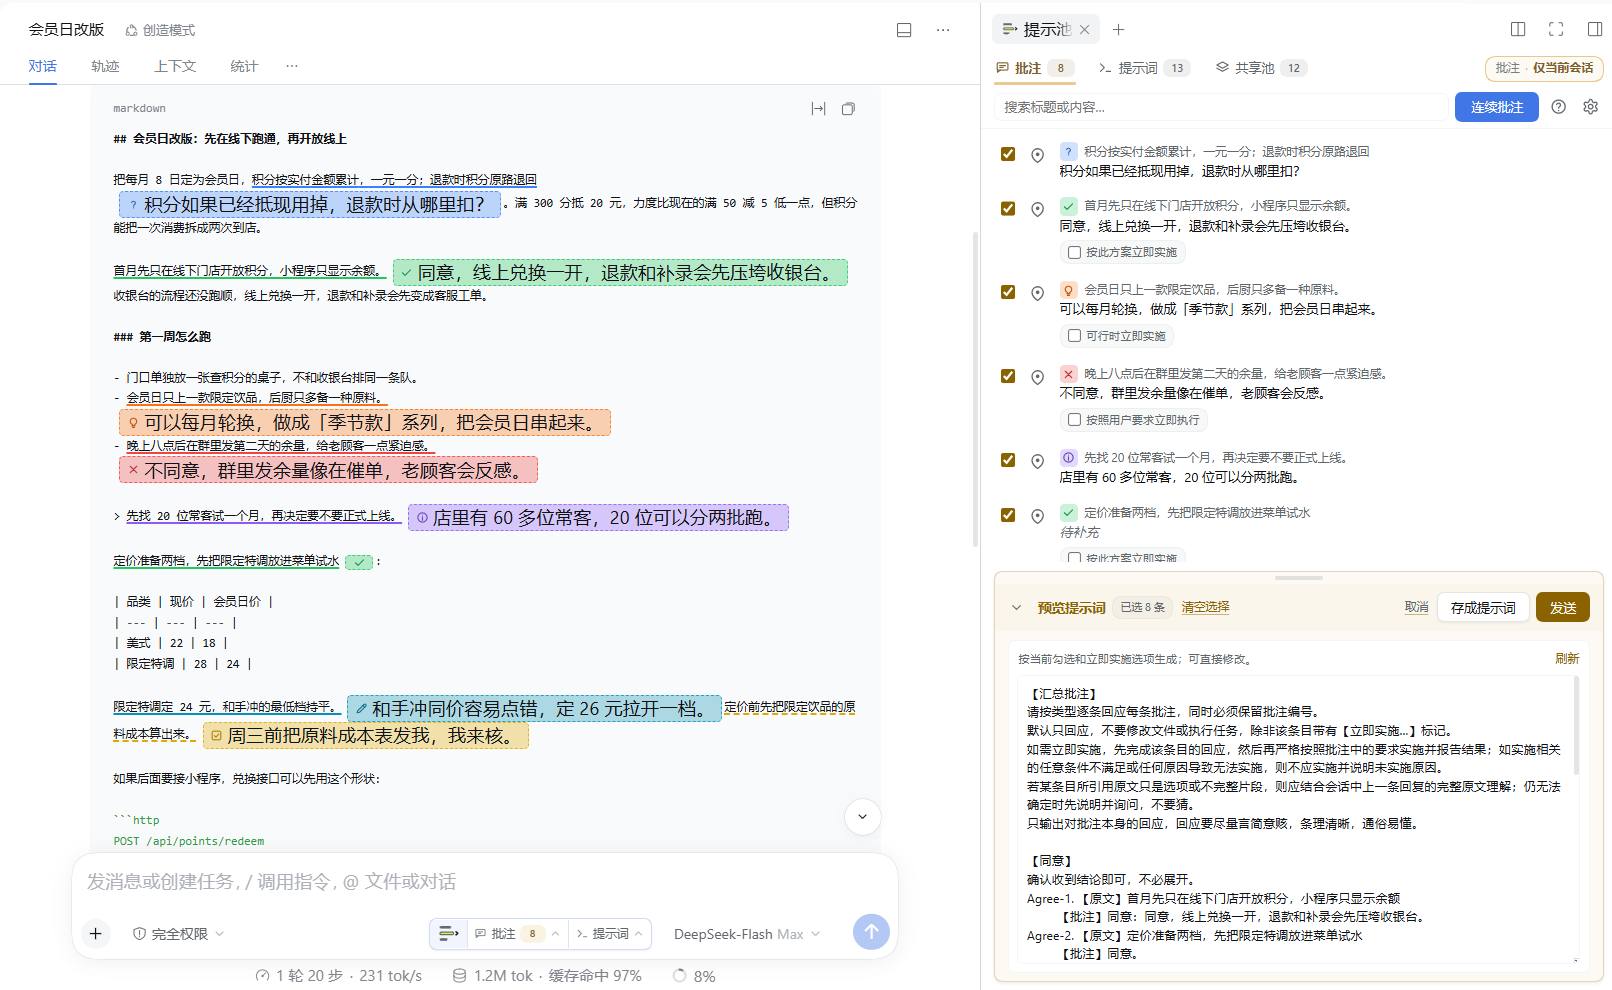 会员日改版
创造模式
对话
轨迹
上下文
统计
···
markdown
## 会员日改版：先在线下跑通，再开放线上
把每月 8 日定为会员日，积分按实付金额累计，一元一分；退款时积分原路退回
? 积分如果已经抵现用掉，退款时从哪里扣？
。满 300 分抵 20 元，力度比现在的满 50 减 5 低一点，但积分
能把一次消费拆成两次到店。
首月先只在线下门店开放积分，小程序只显示余额。
同意，线上兑换一开，退款和补录会先压垮收银台。
收银台的流程还没跑顺，线上兑换一开，退款和补录会先变成客服工单。
### 第一周怎么跑
- 门口单独放一张查积分的桌子，不和收银台排同一条队。
- 会员日只上一款限定饮品，后厨只多备一种原料。
可以每月轮换，做成「季节款」系列，把会员日串起来。
- 晚上八点后在群里发第二天的余量，给老顾客一点紧迫感。
不同意，群里发余量像在催单，老顾客会反感。
> 先找 20 位常客试一个月，再决定要不要正式上线。
店里有 60 多位常客，20 位可以分两批跑。
定价准备两档，先把限定特调放进菜单试水
：
| 品类 | 现价 | 会员日价 |
| --- | --- | --- |
| 美式 | 22 | 18 |
| 限定特调 | 28 | 24 |
限定特调定 24 元，和手冲的最低档持平。
和手冲同价容易点错，定 26 元拉开一档。
定价前先把限定饮品的原
料成本算出来。
周三前把原料成本表发我，我来核。
如果后面要接小程序，兑换接口可以先用这个形状：
```http
POST /api/points/redeem
发消息或创建任务，/ 调用指令，@ 文件或对话
完全权限
批注 8
提示词
DeepSeek-Flash Max
1 轮 20 步 · 231 tok/s
1.2M tok · 缓存命中 97%
8%
提示池
批注 8
提示词 13
共享池 12
批注 · 仅当前会话
搜索标题或内容...
连续批注
? 积分按实付金额累计，一元一分；退款时积分原路退回
积分如果已经抵现用掉，退款时从哪里扣？
首月先只在线下门店开放积分，小程序只显示余额。
同意，线上兑换一开，退款和补录会先压垮收银台。
按此方案立即实施
会员日只上一款限定饮品，后厨只多备一种原料。
可以每月轮换，做成「季节款」系列，把会员日串起来。
可行时立即实施
晚上八点后在群里发第二天的余量，给老顾客一点紧迫感。
不同意，群里发余量像在催单，老顾客会反感。
按照用户要求立即执行
先找 20 位常客试一个月，再决定要不要正式上线。
店里有 60 多位常客，20 位可以分两批跑。
定价准备两档，先把限定特调放进菜单试水
待补充
按此方案立即实施
预览提示词
已选 8 条
清空选择
取消
存成提示词
发送
按当前勾选和立即实施选项生成；可直接修改。
刷新
【汇总批注】
请按类型逐条回应每条批注，同时必须保留批注编号。
默认只回应，不要修改文件或执行任务，除非该条目带有【立即实施…】标记。
如需立即实施，先完成该条目的回应，然后再严格按照批注中的要求实施并报告结果；如实施相关
的任意条件不满足或任何原因导致无法实施，则不应实施并说明未实施原因。
若某条目所引用原文只是选项或不完整片段，则应结合会话中上一条回复的完整原文理解；仍无法
确定时先说明并询问，不要猜。
只输出对批注本身的回应，回应要尽量言简意赅，条理清晰，通俗易懂。
【同意】
确认收到结论即可，不必展开。
Agree-1.【原文】首月先只在线下门店开放积分，小程序只显示余额
【批注】同意：同意，线上兑换一开，退款和补录会先压垮收银台。
Agree-2.【原文】定价准备两档，先把限定特调放进菜单试水
【批注】同意。